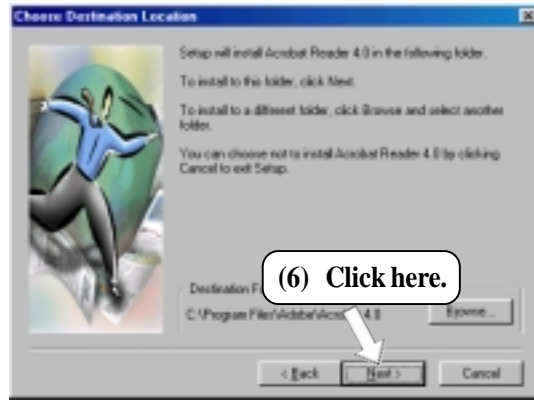 Choose Destination Location
Setup will install Acrobat Reader 4.0 in the following folder.
To install to this folder, click Next.
To install to a different folder, click Browse and select another
folder.
You can choose not to install Acrobat Reader 4.0 by clicking
Cancel to exit Setup.
(6) Click here.
Destination
C:\Program Files\Adobe\Acro 4.0
Browse...
< Back
Next >
Cancel